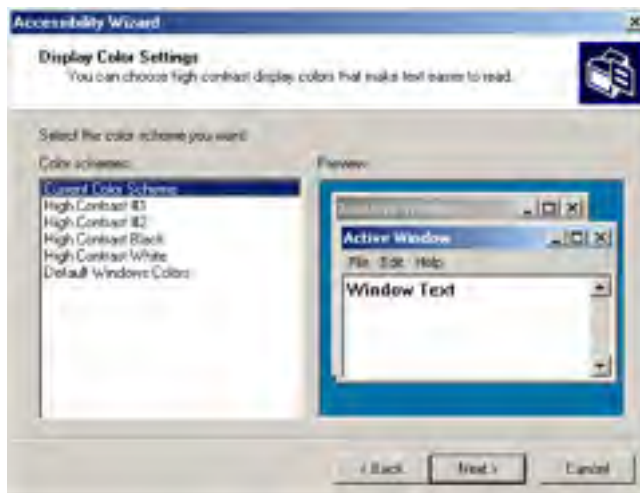 Accessibility Wizard
Display Color Settings
You can choose high contrast display colors that make text easier to read.
Select the color scheme you want:
Color schemes:
Current Color Scheme
High Contrast #1
High Contrast #2
High Contrast Black
High Contrast White
Default Windows Colors
Preview:
Active Window
File Edit Help
Window Text
< Back
Next >
Cancel